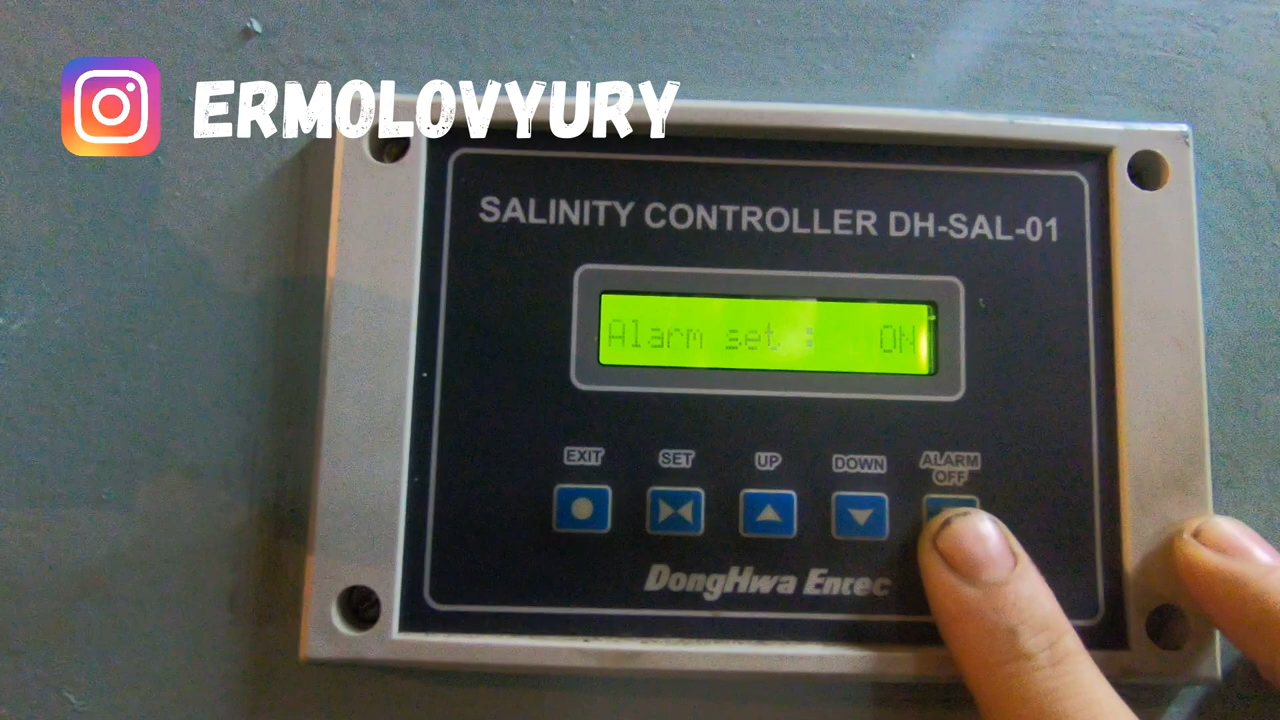 ERMOLOVYURY
SALINITY CONTROLLER DH-SAL-01
Alarm set : ON
EXIT
SET
UP
DOWN
ALARM
OFF
DongHwa Entec